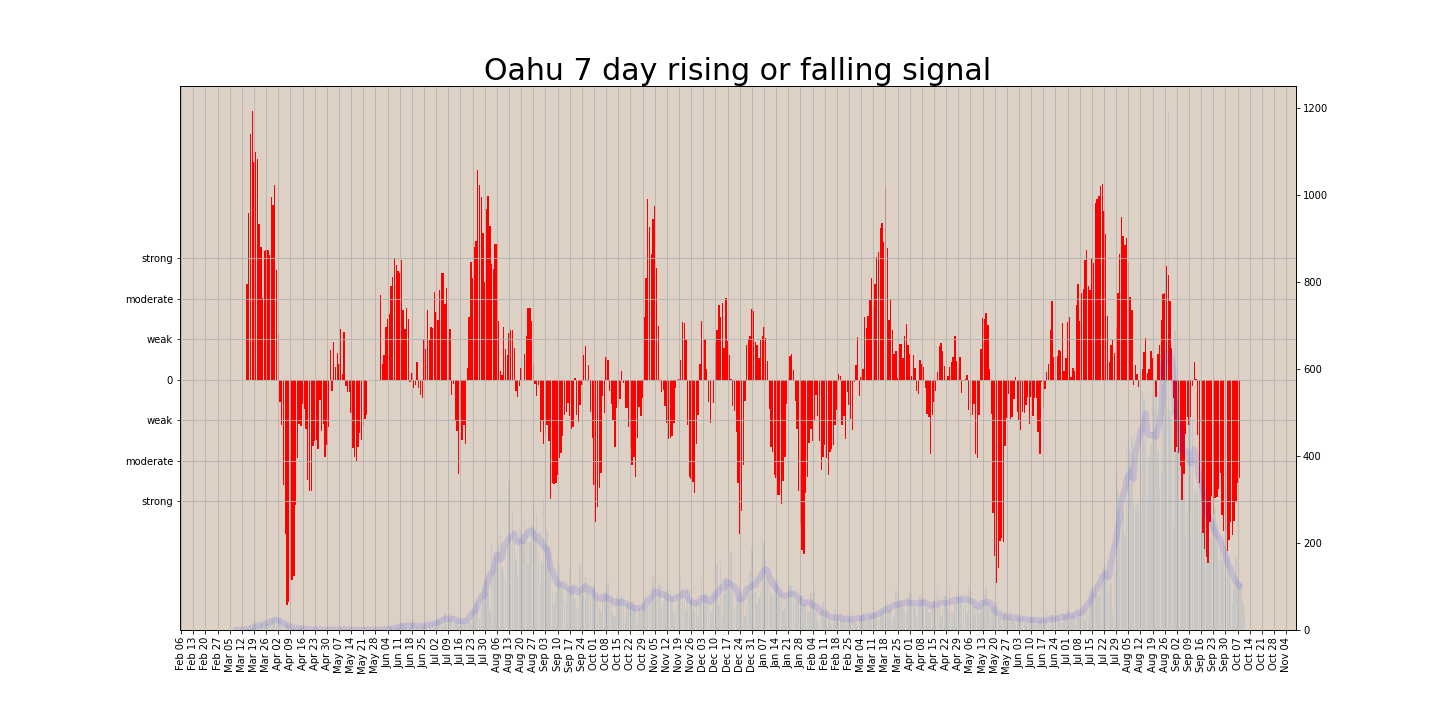 Oahu 7 day rising or falling signal
strong
moderate
weak
0
weak
moderate
strong
1200
1000
800
600
400
200
0
Feb 06
Feb 13
Feb 20
Feb 27
Mar 05
Mar 12
Mar 19
Mar 26
Apr 02
Apr 09
Apr 16
Apr 23
Apr 30
May 07
May 14
May 21
May 28
Jun 04
Jun 11
Jun 18
Jun 25
Jul 02
Jul 09
Jul 16
Jul 23
Jul 30
Aug 06
Aug 13
Aug 20
Aug 27
Sep 03
Sep 10
Sep 17
Sep 24
Oct 01
Oct 08
Oct 15
Oct 22
Oct 29
Nov 05
Nov 12
Nov 19
Nov 26
Dec 03
Dec 10
Dec 17
Dec 24
Dec 31
Jan 07
Jan 14
Jan 21
Jan 28
Feb 04
Feb 11
Feb 18
Feb 25
Mar 04
Mar 11
Mar 18
Mar 25
Apr 01
Apr 08
Apr 15
Apr 22
Apr 29
May 06
May 13
May 20
May 27
Jun 03
Jun 10
Jun 17
Jun 24
Jul 01
Jul 08
Jul 15
Jul 22
Jul 29
Aug 05
Aug 12
Aug 19
Aug 26
Sep 02
Sep 09
Sep 16
Sep 23
Sep 30
Oct 07
Oct 14
Oct 21
Oct 28
Nov 04